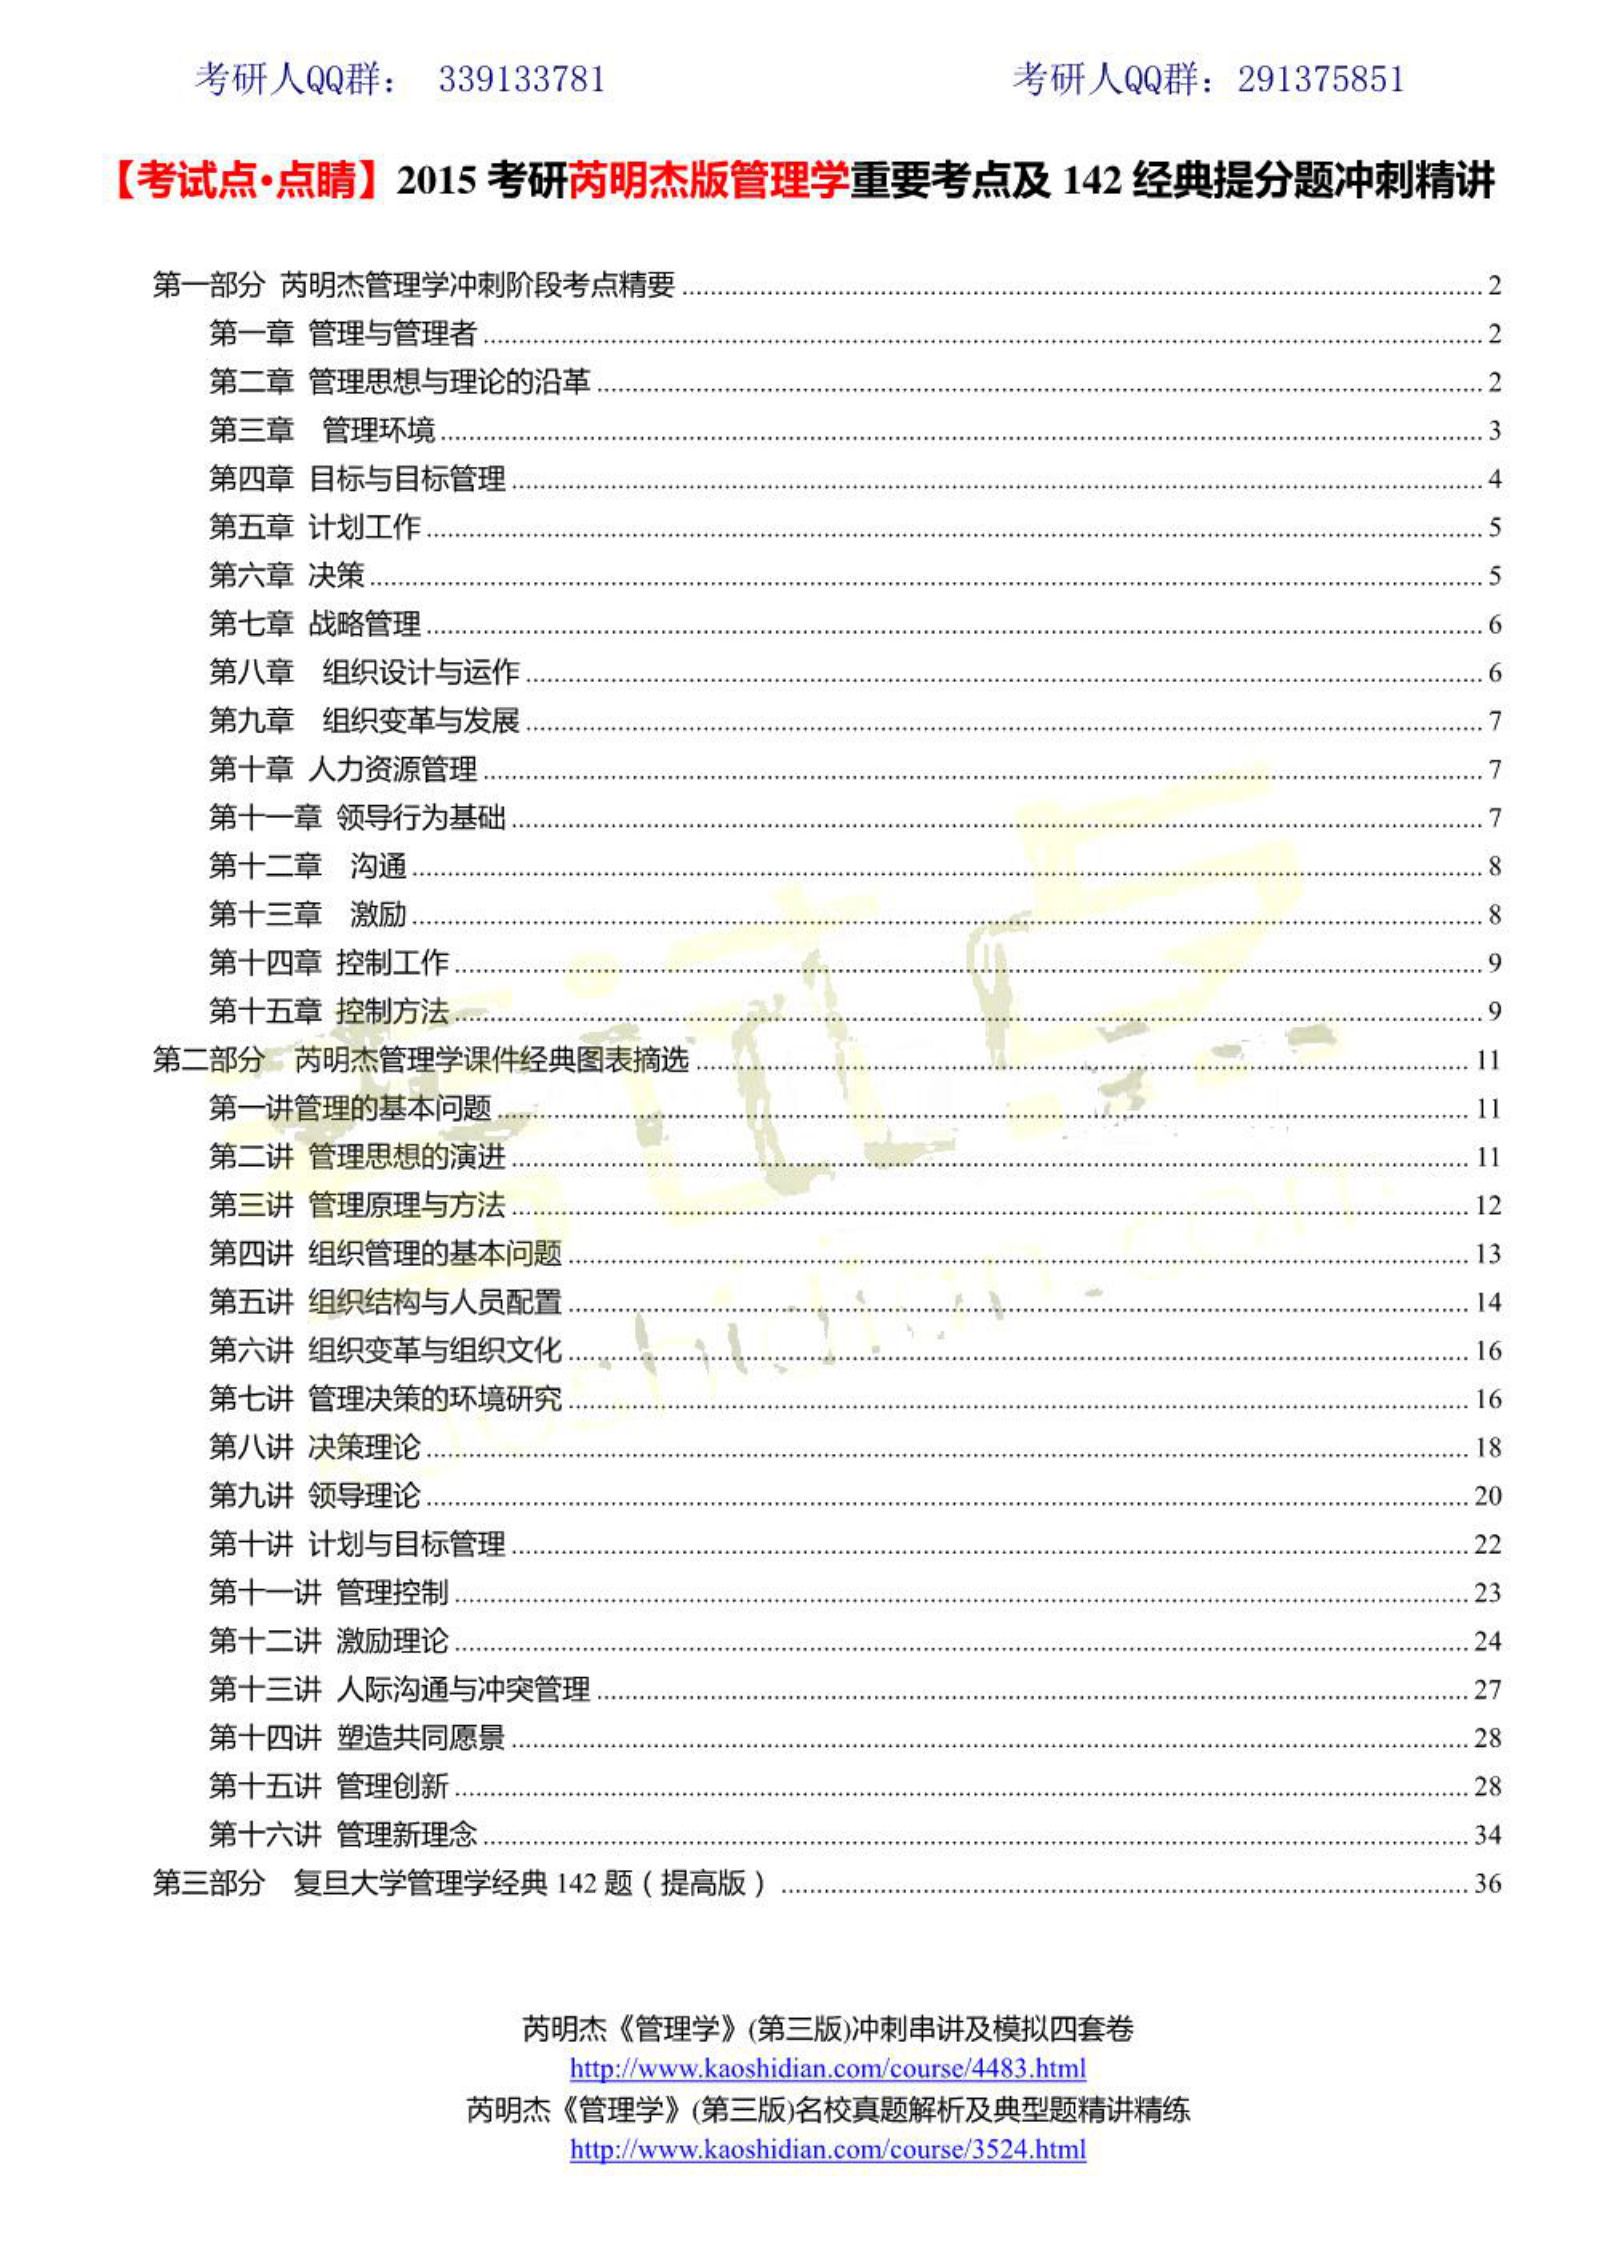 考研人QQ群： 339133781 考研人QQ群：291375851
【考试点·点睛】2015 考研芮明杰版管理学重要考点及 142 经典提分题冲刺精讲
第一部分 芮明杰管理学冲刺阶段考点精要 2
第一章 管理与管理者 2
第二章 管理思想与理论的沿革 2
第三章 管理环境 3
第四章 目标与目标管理 4
第五章 计划工作 5
第六章 决策 5
第七章 战略管理 6
第八章 组织设计与运作 6
第九章 组织变革与发展 7
第十章 人力资源管理 7
第十一章 领导行为基础 7
第十二章 沟通 8
第十三章 激励 8
第十四章 控制工作 9
第十五章 控制方法 9
第二部分 芮明杰管理学课件经典图表摘选 11
第一讲管理的基本问题 11
第二讲 管理思想的演进 11
第三讲 管理原理与方法 12
第四讲 组织管理的基本问题 13
第五讲 组织结构与人员配置 14
第六讲 组织变革与组织文化 16
第七讲 管理决策的环境研究 16
第八讲 决策理论 18
第九讲 领导理论 20
第十讲 计划与目标管理 22
第十一讲 管理控制 23
第十二讲 激励理论 24
第十三讲 人际沟通与冲突管理 27
第十四讲 塑造共同愿景 28
第十五讲 管理创新 28
第十六讲 管理新理念 34
第三部分 复旦大学管理学经典 142 题（提高版） 36
芮明杰《管理学》(第三版)冲刺串讲及模拟四套卷
http://www.kaoshidian.com/course/4483.html
芮明杰《管理学》(第三版)名校真题解析及典型题精讲精练
http://www.kaoshidian.com/course/3524.html
考试点
kaoshidian.com